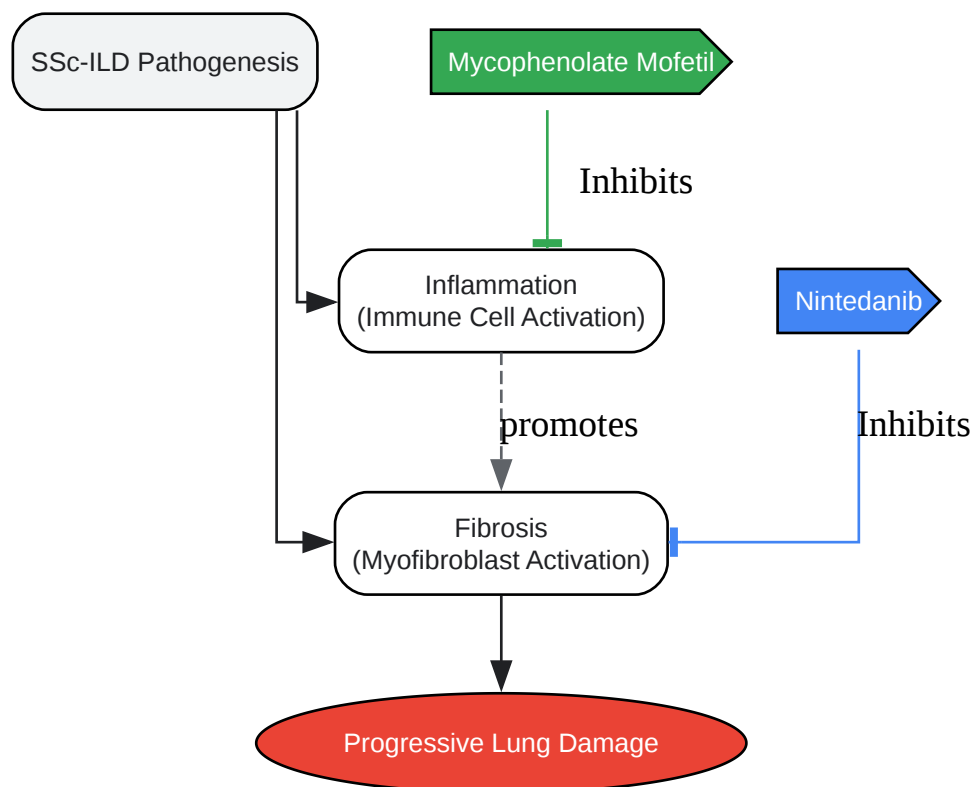 SSc-ILD Pathogenesis
Mycophenolate Mofetil
Inhibits
Inflammation
(Immune Cell Activation)
Nintedanib
promotes
Inhibits
Fibrosis
(Myofibroblast Activation)
Progressive Lung Damage